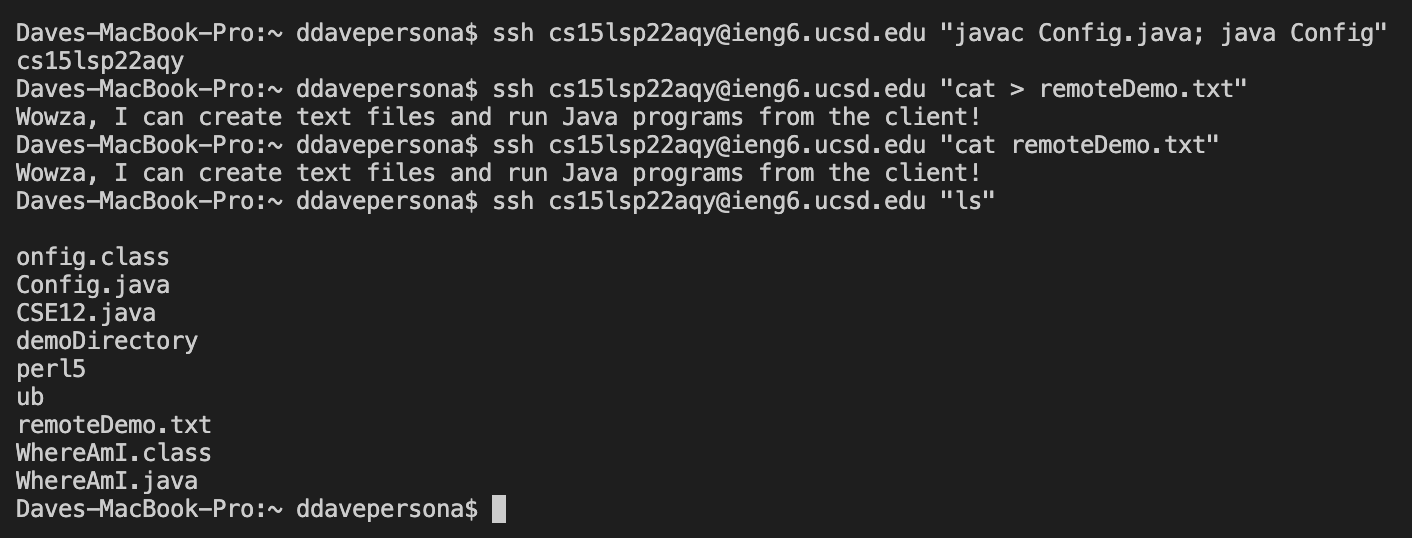 Daves-MacBook-Pro:~ ddavepersona$ ssh cs15lsp22aqy@ieng6.ucsd.edu "javac Config.java; java Config"
cs15lsp22aqy
Daves-MacBook-Pro:~ ddavepersona$ ssh cs15lsp22aqy@ieng6.ucsd.edu "cat > remoteDemo.txt"
Wowza, I can create text files and run Java programs from the client!
Daves-MacBook-Pro:~ ddavepersona$ ssh cs15lsp22aqy@ieng6.ucsd.edu "cat remoteDemo.txt"
Wowza, I can create text files and run Java programs from the client!
Daves-MacBook-Pro:~ ddavepersona$ ssh cs15lsp22aqy@ieng6.ucsd.edu "ls"
onfig.class
Config.java
CSE12.java
demoDirectory
perl5
ub
remoteDemo.txt
WhereAmI.class
WhereAmI.java
Daves-MacBook-Pro:~ ddavepersona$